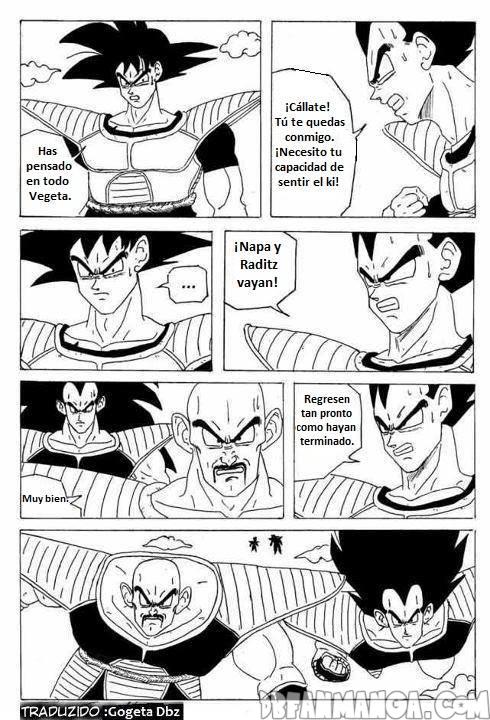 Has
pensado
en todo
Vegeta.
¡Cállate!
Tú te quedas
conmigo.
¡Necesito tu
capacidad de
sentir el ki!
...
¡Napa y
Raditz
vayan!
Muy bien.
Regresen
tan pronto
como hayan
terminado.
TRADUZIDO :Gogeta Dbz
DBFANMANGA.COM